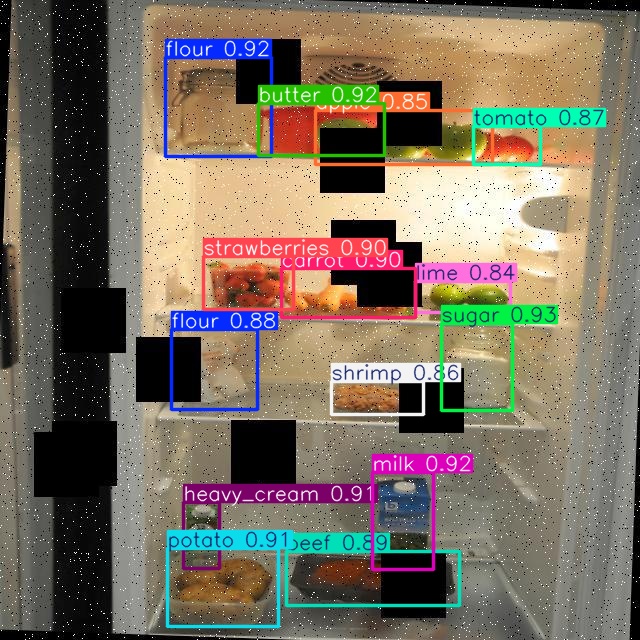 flour 0.92
butter 0.92
apple 0.85
tomato 0.87
strawberries 0.90
carrot 0.90
lime 0.84
flour 0.88
sugar 0.93
shrimp 0.86
milk 0.92
heavy_cream 0.91
potato 0.91
beef 0.89